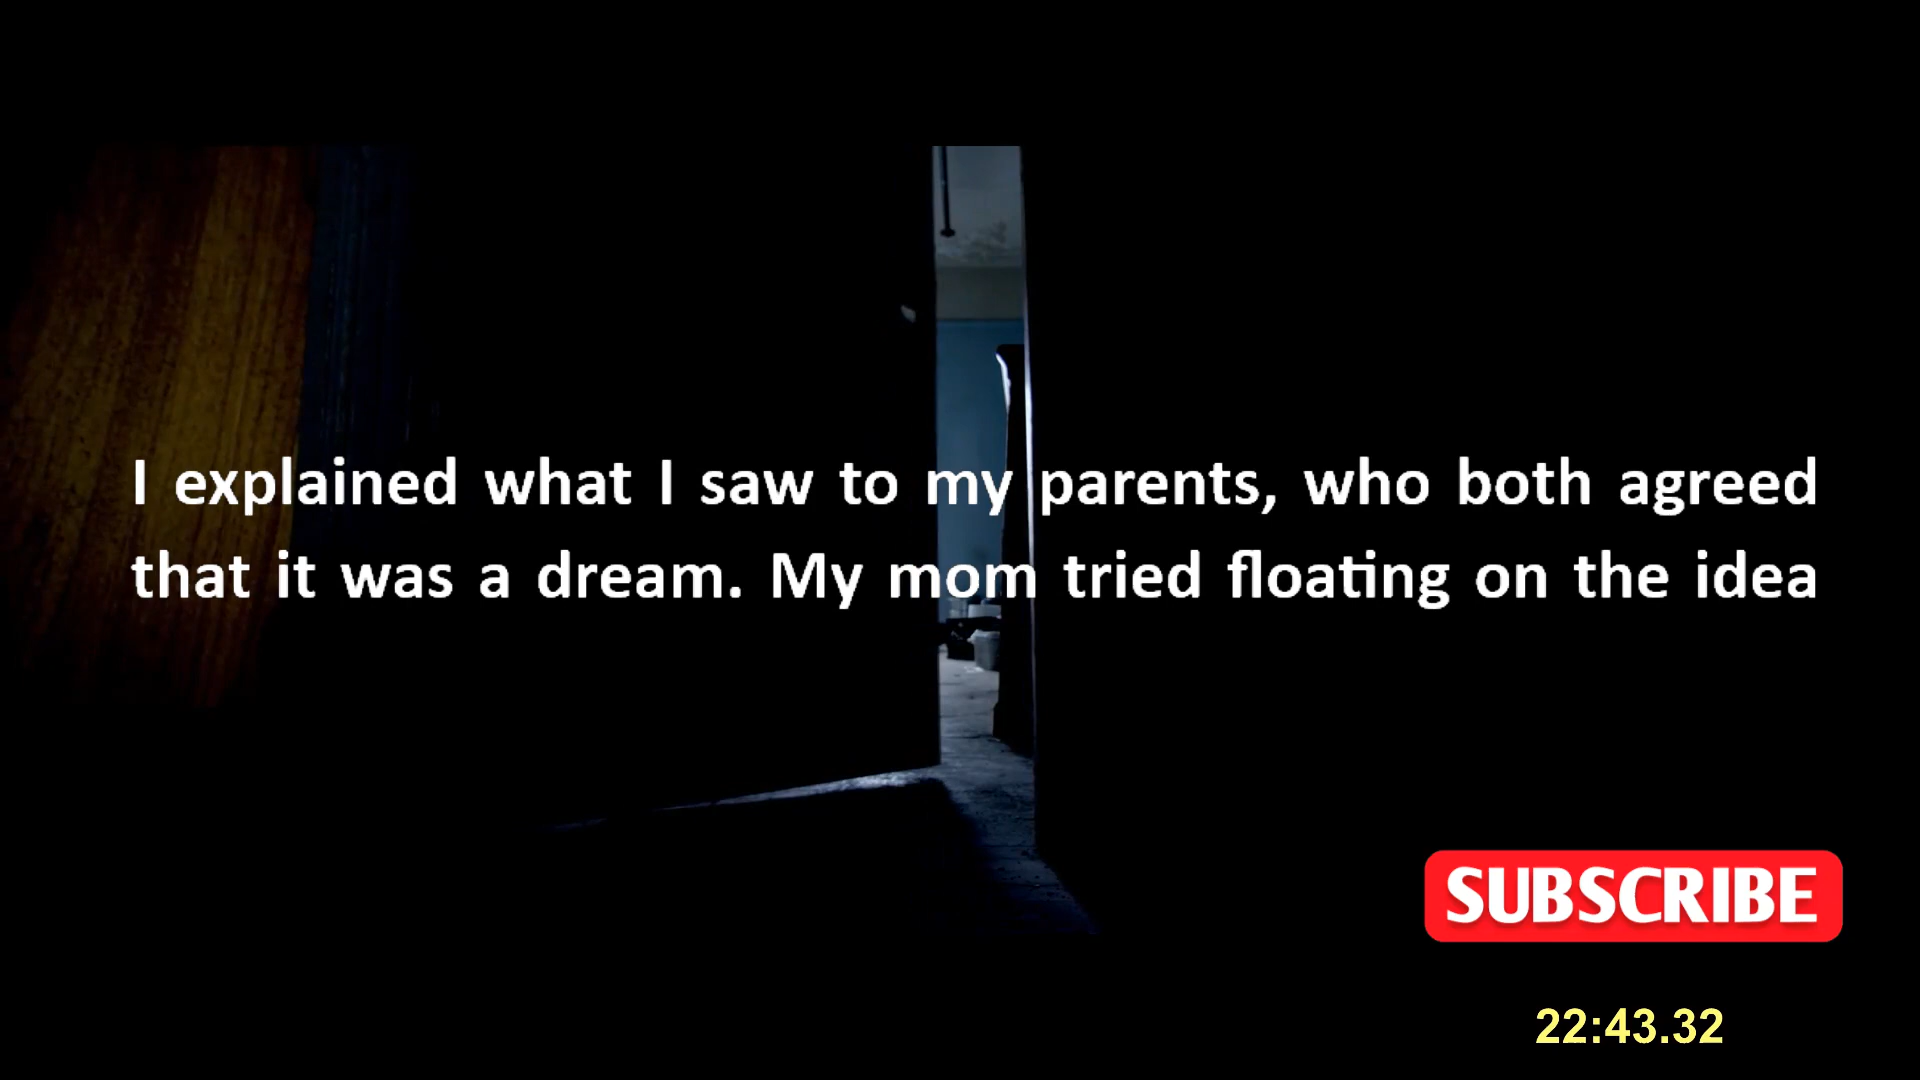 I explained what I saw to my parents, who both agreed
that it was a dream. My mom tried floating on the idea
SUBSCRIBE
22:43.32